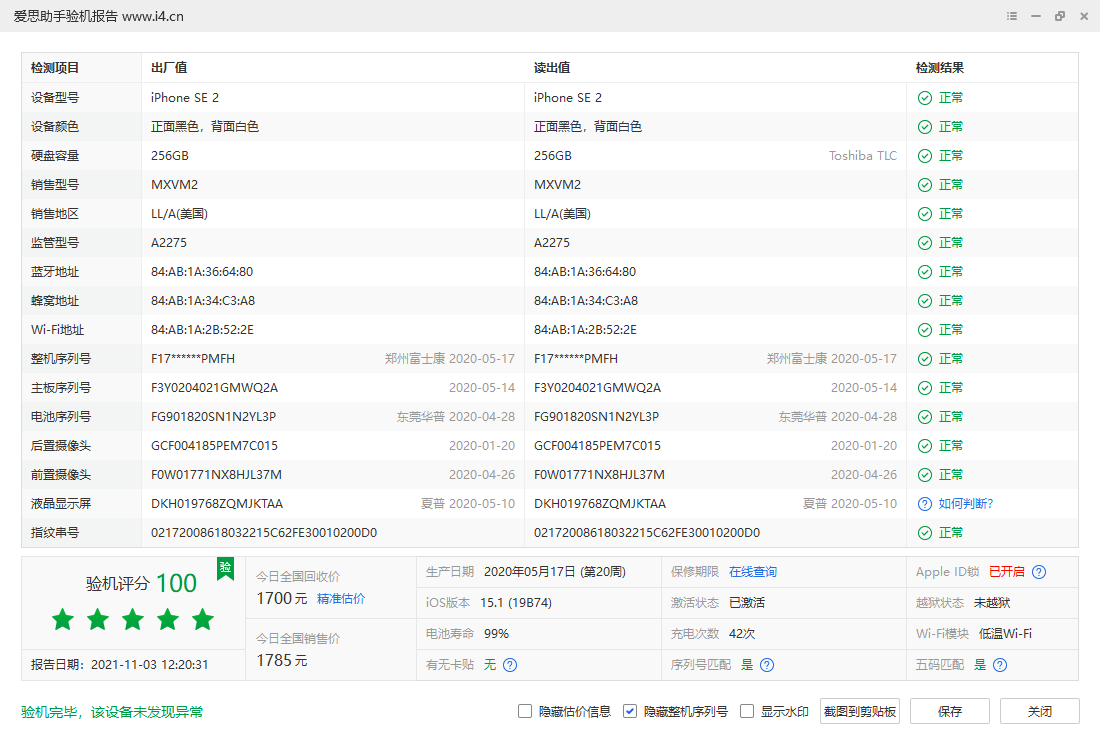 爱思助手验机报告 www.i4.cn
检测项目 出厂值 读出值 检测结果
设备型号 iPhone SE 2 iPhone SE 2 正常
设备颜色 正面黑色，背面白色 正面黑色，背面白色 正常
硬盘容量 256GB 256GB Toshiba TLC 正常
销售型号 MXVM2 MXVM2 正常
销售地区 LL/A(美国) LL/A(美国) 正常
监管型号 A2275 A2275 正常
蓝牙地址 84:AB:1A:36:64:80 84:AB:1A:36:64:80 正常
蜂窝地址 84:AB:1A:34:C3:A8 84:AB:1A:34:C3:A8 正常
Wi-Fi地址 84:AB:1A:2B:52:2E 84:AB:1A:2B:52:2E 正常
整机序列号 F17******PMFH 郑州富士康 2020-05-17 F17******PMFH 郑州富士康 2020-05-17 正常
主板序列号 F3Y0204021GMWQ2A 2020-05-14 F3Y0204021GMWQ2A 2020-05-14 正常
电池序列号 FG901820SN1N2YL3P 东莞华普 2020-04-28 FG901820SN1N2YL3P 东莞华普 2020-04-28 正常
后置摄像头 GCF004185PEM7C015 2020-01-20 GCF004185PEM7C015 2020-01-20 正常
前置摄像头 F0W01771NX8HJL37M 2020-04-26 F0W01771NX8HJL37M 2020-04-26 正常
液晶显示屏 DKH019768ZQMJKTAA 夏普 2020-05-10 DKH019768ZQMJKTAA 夏普 2020-05-10 如何判断?
指纹串号 02172008618032215C62FE30010200D0 02172008618032215C62FE30010200D0 正常
验机评分 100 验
报告日期：2021-11-03 12:20:31
今日全国回收价
1700元 精准估价
今日全国销售价
1785元
生产日期 2020年05月17日 (第20周) 保修期限 在线查询 Apple ID锁 已开启
iOS版本 15.1 (19B74) 激活状态 已激活 越狱状态 未越狱
电池寿命 99% 充电次数 42次 Wi-Fi模块 低温Wi-Fi
有无卡贴 无 序列号匹配 是 五码匹配 是
验机完毕，该设备未发现异常 隐藏估价信息 隐藏整机序列号 显示水印 截图到剪贴板 保存 关闭